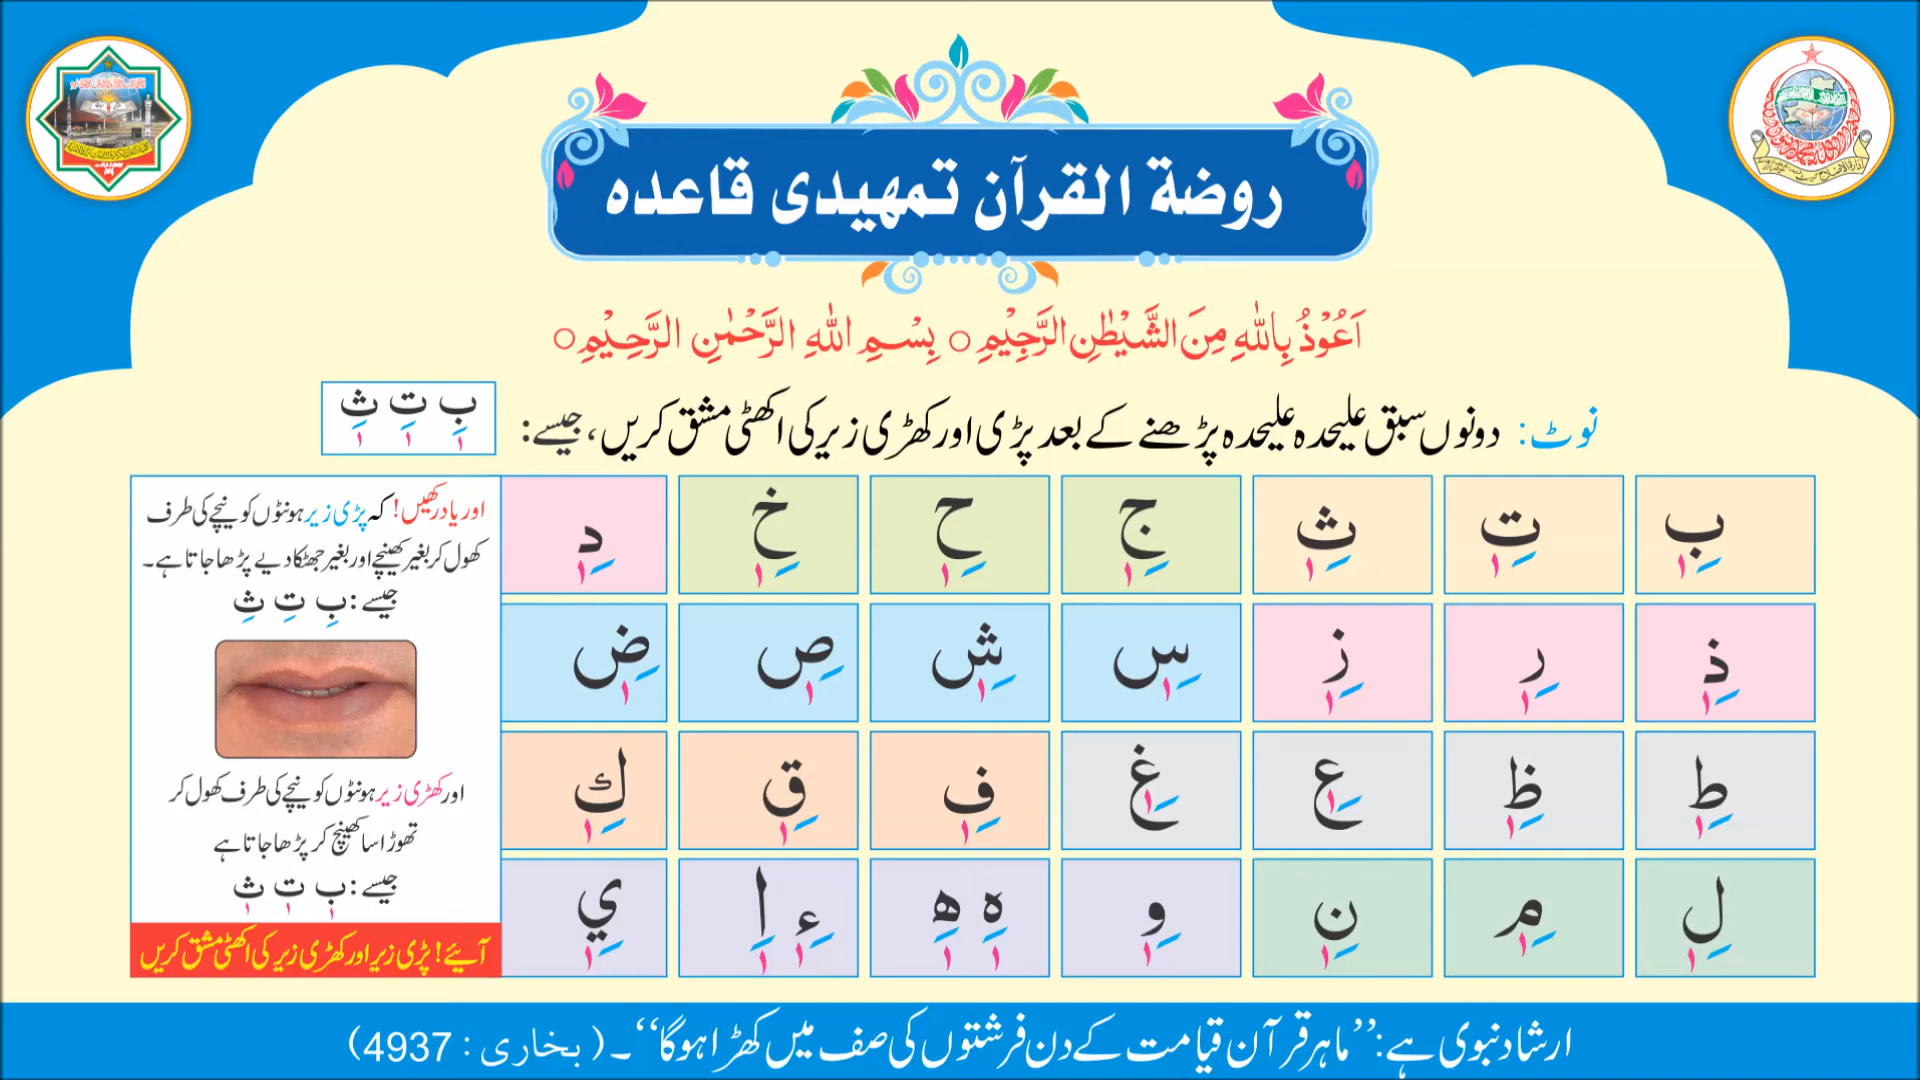 روضة القرآن تمہیدی قاعدہ
اَعُوْذُ بِاللّٰهِ مِنَ الشَّيْطٰنِ الرَّجِيْمِ ○ بِسْمِ اللّٰهِ الرَّحْمٰنِ الرَّحِيْمِ ○
نوٹ: دونوں سبق علیحدہ علیحدہ پڑھنے کے بعد پڑی اور کھڑی زیر کی اکھٹی مشق کریں، جیسے: بِٖ تِٖ ثِٖ
بِٖ تِٖ ثِٖ جِٖ حِٖ خِٖ دِٖ
ذِٖ رِٖ زِٖ سِٖ شِٖ صِٖ ضِٖ
طِٖ ظِٖ عِٖ غِٖ فِٖ قِٖ كِٖ
لِٖ مِٖ نِٖ وِٖ هِٖ هِٖ ءِٖ اِٖ يِٖ
اور یاد رکھیں! کہ پڑی زیر ہونٹوں کو نیچے کی طرف
کھول کر بغیر کھینچے اور بغیر جھٹکا دیے پڑھا جاتا ہے۔
جیسے: بِ تِ ثِ
اور کھڑی زیر ہونٹوں کو نیچے کی طرف کھول کر
تھوڑا سا کھینچ کر پڑھا جاتا ہے
جیسے: بٖ تٖ ثٖ
آیئے! پڑی زیر اور کھڑی زیر کی اکھٹی مشق کریں
ارشاد نبوی ہے: ”ماہر قرآن قیامت کے دن فرشتوں کی صف میں کھڑا ہوگا“۔ (بخاری: 4937)